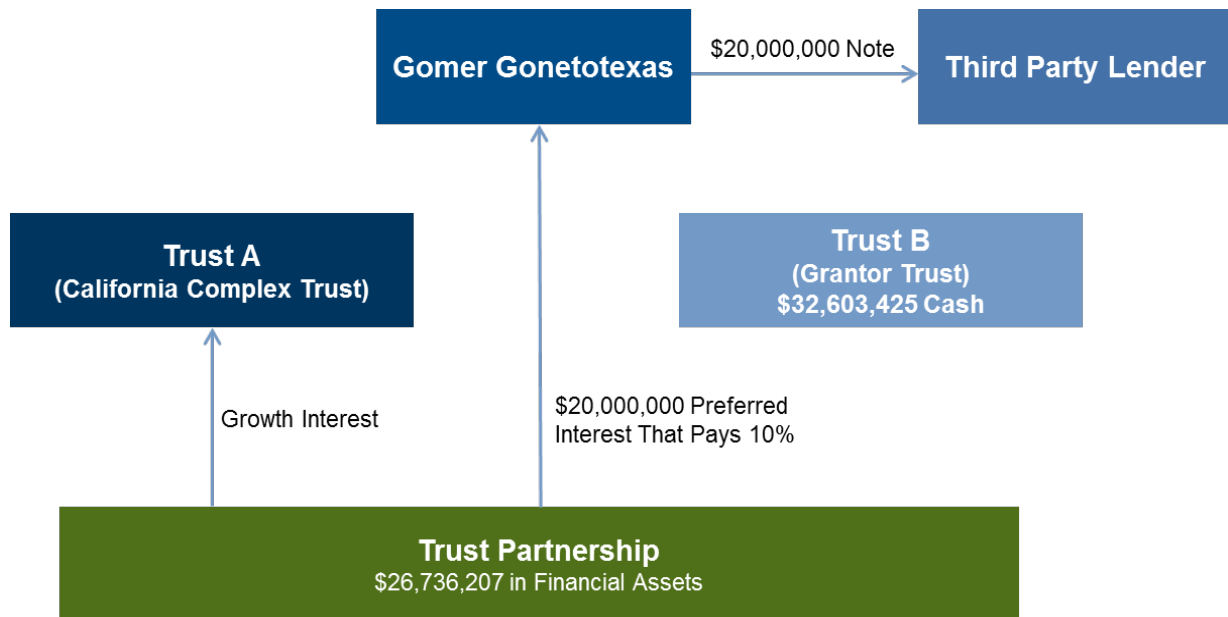 Gomer Gonetotexas
$20,000,000 Note
Third Party Lender
Trust A
(California Complex Trust)
Trust B
(Grantor Trust)
$32,603,425 Cash
Growth Interest
$20,000,000 Preferred
Interest That Pays 10%
Trust Partnership
$26,736,207 in Financial Assets